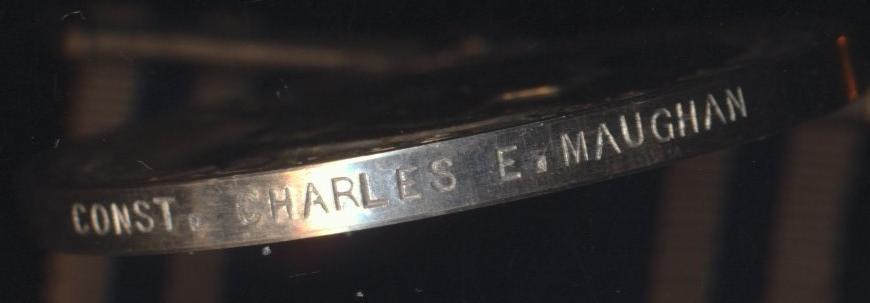 CONST. CHARLES E. MAUGHAN